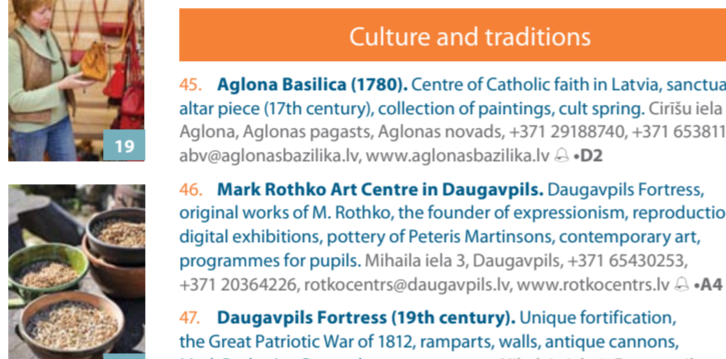 Culture and traditions
45. Aglona Basilica (1780). Centre of Catholic faith in Latvia,
altar piece (17th century), collection of paintings, cult spring. Cirīšu iela
Aglona, Aglonas pagasts, Aglonas novads, +371 29188740, +371 653811
abv@aglonasbazilika.lv, www.aglonasbazilika.lv •D2
19
46. Mark Rothko Art Centre in Daugavpils. Daugavpils Fortress,
original works of M. Rothko, the founder of expressionism,
digital exhibitions, pottery of Peteris Martinsons, contemporary art,
programmes for pupils. Mihaila iela 3, Daugavpils, +371 65430253,
+371 20364226, rotkocentrs@daugavpils.lv, www.rotkocentrs.lv •A4
47. Daugavpils Fortress (19th century). Unique fortification,
the Great Patriotic War of 1812, ramparts, walls, antique cannons,